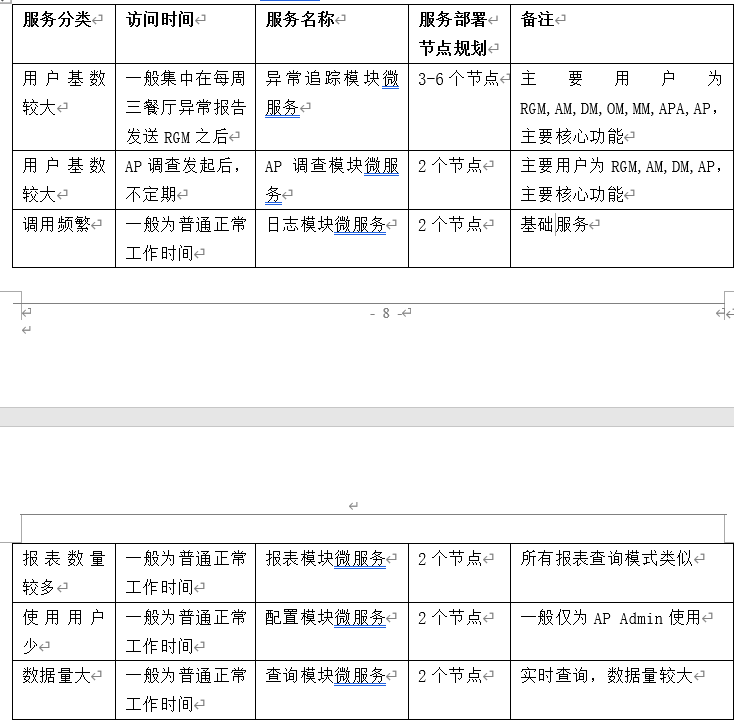 服务分类 访问时间 服务名称 服务部署节点规划 备注
用户基数较大 一般集中在每周三餐厅异常报告发送 RGM 之后 异常追踪模块微服务 3-6 个节点 主要用户为 RGM,AM,DM,OM,MM,APA,AP,主要核心功能
用户基数较大 AP 调查发起后,不定期 AP 调查模块微服务 2 个节点 主要用户为 RGM,AM,DM,AP,主要核心功能
调用频繁 一般为普通正常工作时间 日志模块微服务 2 个节点 基础服务
- 8 -
报表数量较多 一般为普通正常工作时间 报表模块微服务 2 个节点 所有报表查询模式类似
使用用户少 一般为普通正常工作时间 配置模块微服务 2 个节点 一般仅为 AP Admin 使用
数据量大 一般为普通正常工作时间 查询模块微服务 2 个节点 实时查询，数据量较大